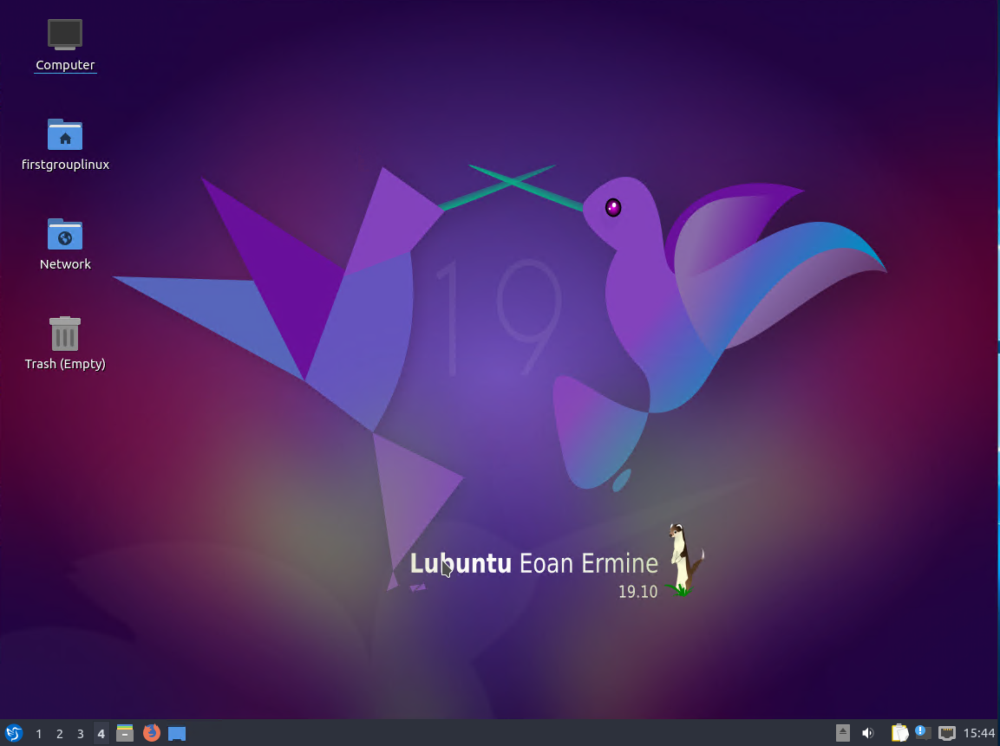 Computer
firstgrouplinux
Network
Trash (Empty)
19
Lubuntu Eoan Ermine
19.10
1 2 3 4
15:44